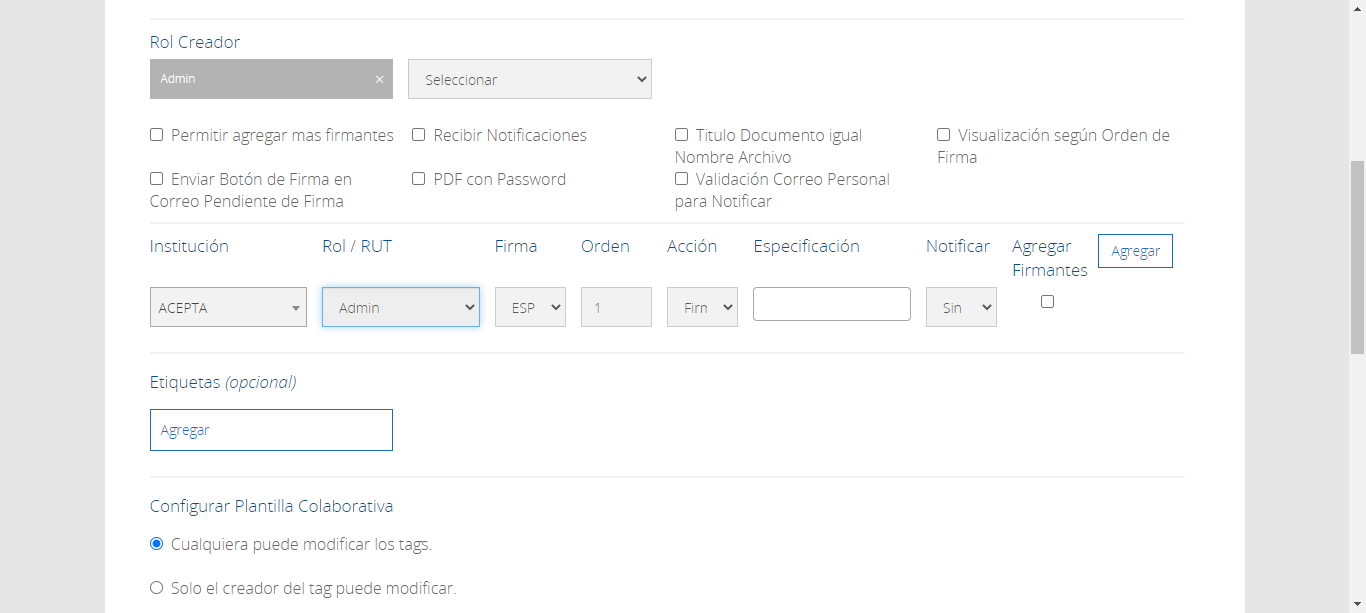 Rol Creador
Admin ×
Seleccionar
Permitir agregar mas firmantes
Recibir Notificaciones
Titulo Documento igual
Nombre Archivo
Visualización según Orden de
Firma
Enviar Botón de Firma en
Correo Pendiente de Firma
PDF con Password
Validación Correo Personal
para Notificar
Institución Rol / RUT Firma Orden Acción Especificación Notificar Agregar
Firmantes
Agregar
ACEPTA Admin ESP 1 Firn Sin
Etiquetas (opcional)
Agregar
Configurar Plantilla Colaborativa
Cualquiera puede modificar los tags.
Solo el creador del tag puede modificar.